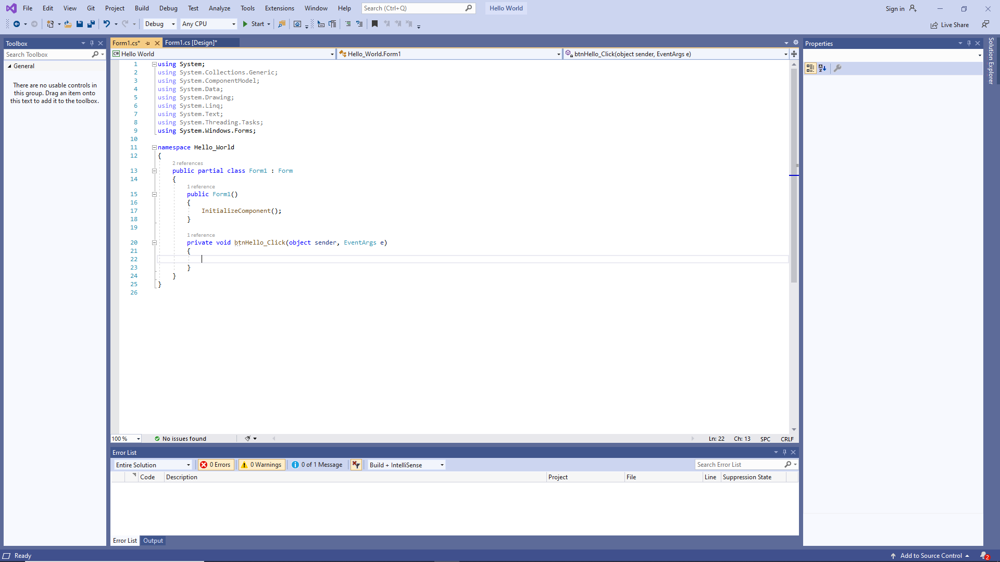 File Edit View Git Project Build Debug Test Analyze Tools Extensions Window Help Search (Ctrl+Q) Hello World Sign in
Debug Any CPU Start Live Share
Toolbox
Search Toolbox
General
There are no usable controls in
this group. Drag an item onto
this text to add it to the toolbox.
Form1.cs* Form1.cs [Design]*
C# Hello World Hello_World.Form1 btnHello_Click(object sender, EventArgs e)
1 using System;
2 using System.Collections.Generic;
3 using System.ComponentModel;
4 using System.Data;
5 using System.Drawing;
6 using System.Linq;
7 using System.Text;
8 using System.Threading.Tasks;
9 using System.Windows.Forms;
10
11 namespace Hello_World
12 {
2 references
13 public partial class Form1 : Form
14 {
1 reference
15 public Form1()
16 {
17 InitializeComponent();
18 }
19
1 reference
20 private void btnHello_Click(object sender, EventArgs e)
21 {
22
23 }
24 }
25 }
26
100 % No issues found Ln: 22 Ch: 13 SPC CRLF
Error List
Entire Solution 0 Errors 0 Warnings 0 of 1 Message Build + IntelliSense Search Error List
Code Description Project File Line Suppression State
Error List Output
Properties
Solution Explorer
Ready Add to Source Control 2